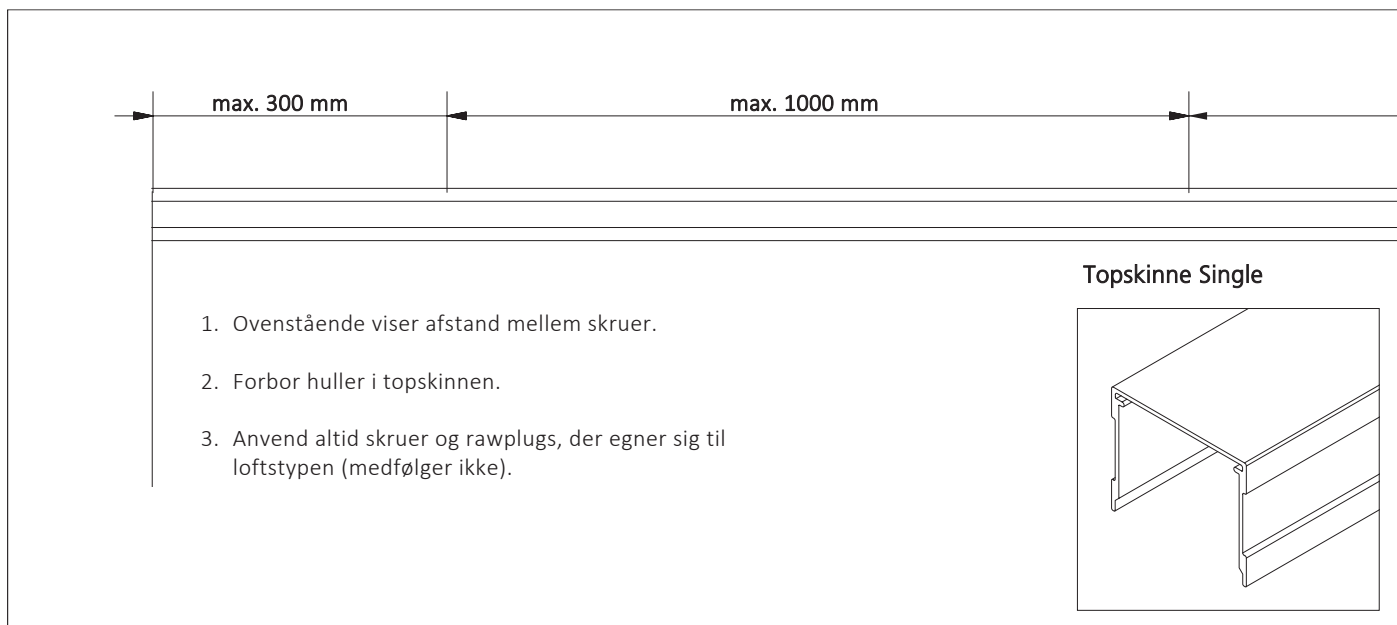 max. 300 mm
max. 1000 mm
Topskinne Single
1. Ovenstående viser afstand mellem skruer.
2. Forbor huller i topskinnen.
3. Anvend altid skruer og rawplugs, der egner sig til
loftstypen (medfølger ikke).